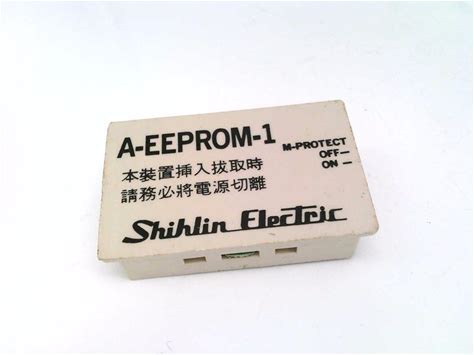 A-EEPROM-1
M-PROTECT
OFF—
ON—
本裝置插入拔取時
請務必將電源切離
Shihlin Electric